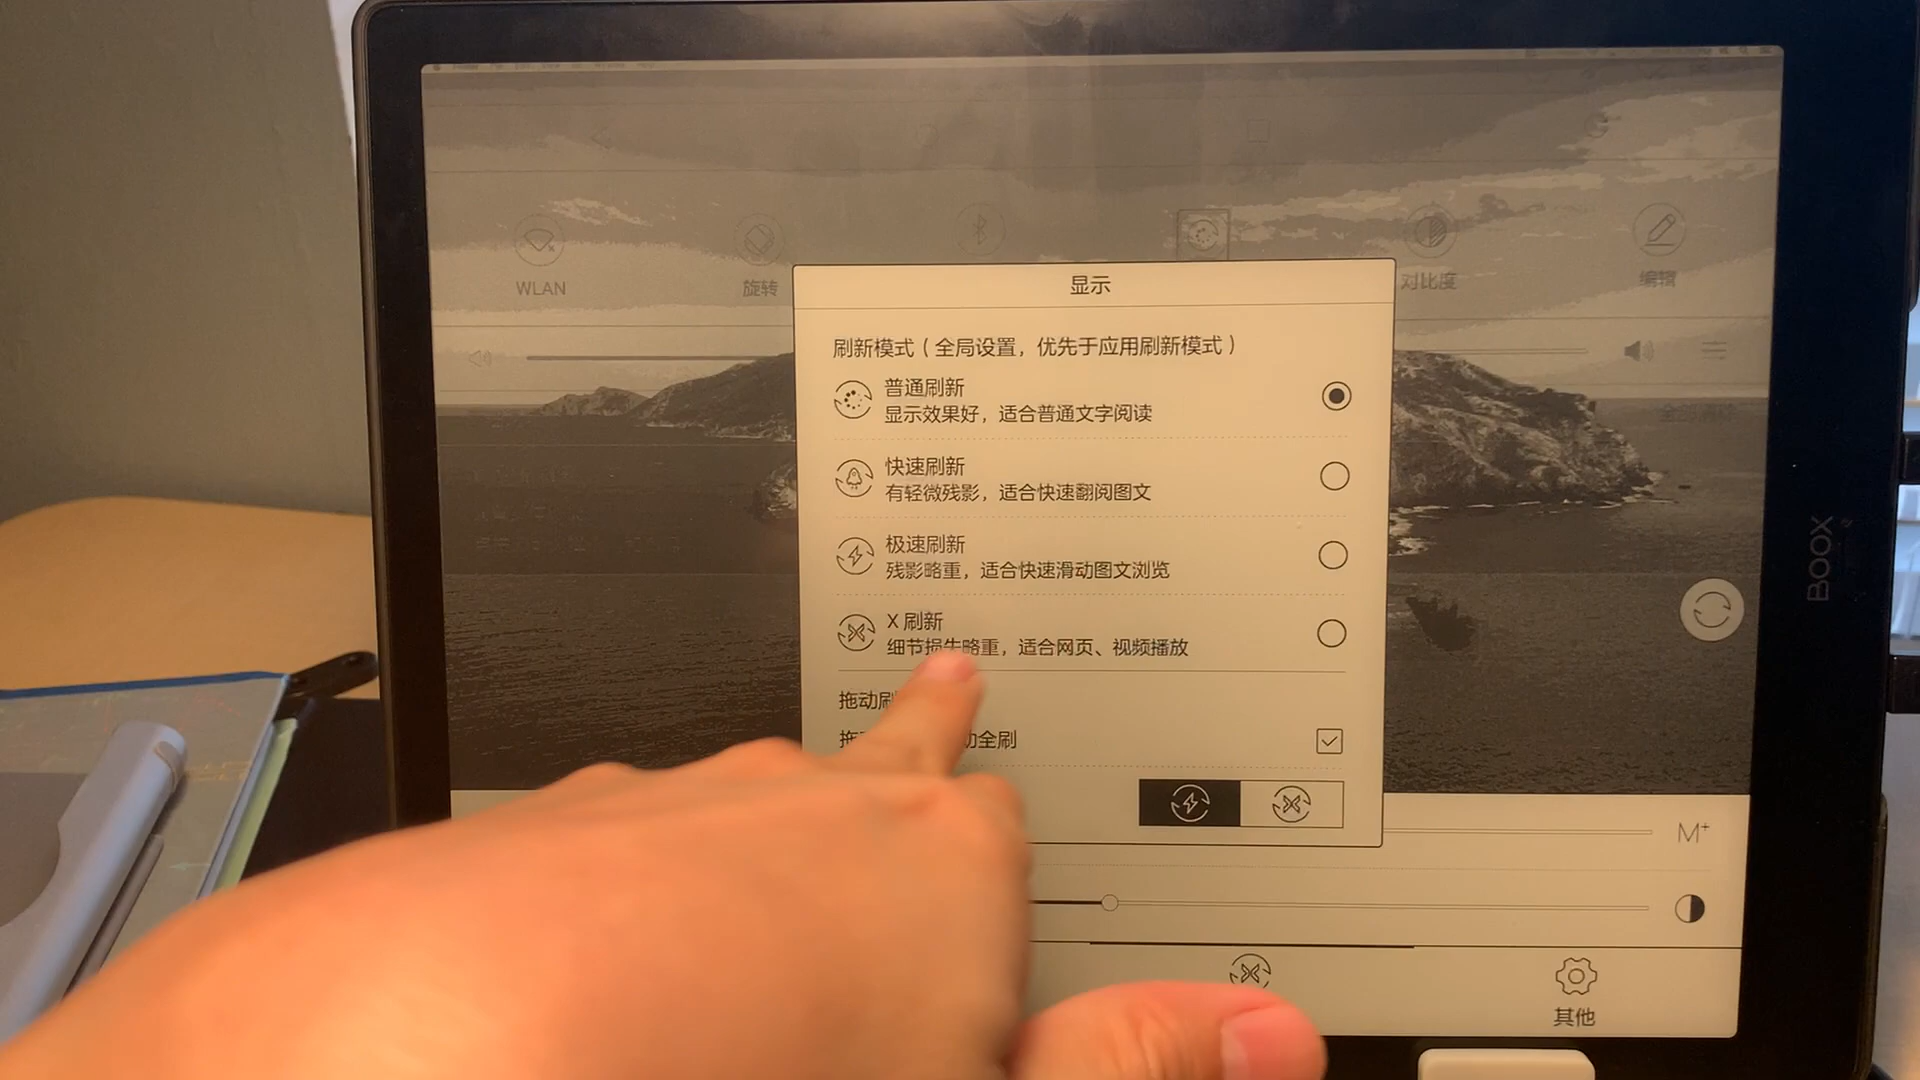 WLAN
旋转
对比度
编辑
显示
刷新模式（全局设置，优先于应用刷新模式）
普通刷新
显示效果好，适合普通文字阅读
快速刷新
有轻微残影，适合快速翻阅图文
极速刷新
残影略重，适合快速滑动图文浏览
X 刷新
细节损失略重，适合网页、视频播放
拖动刷
动全刷
M+
其他
BOOX